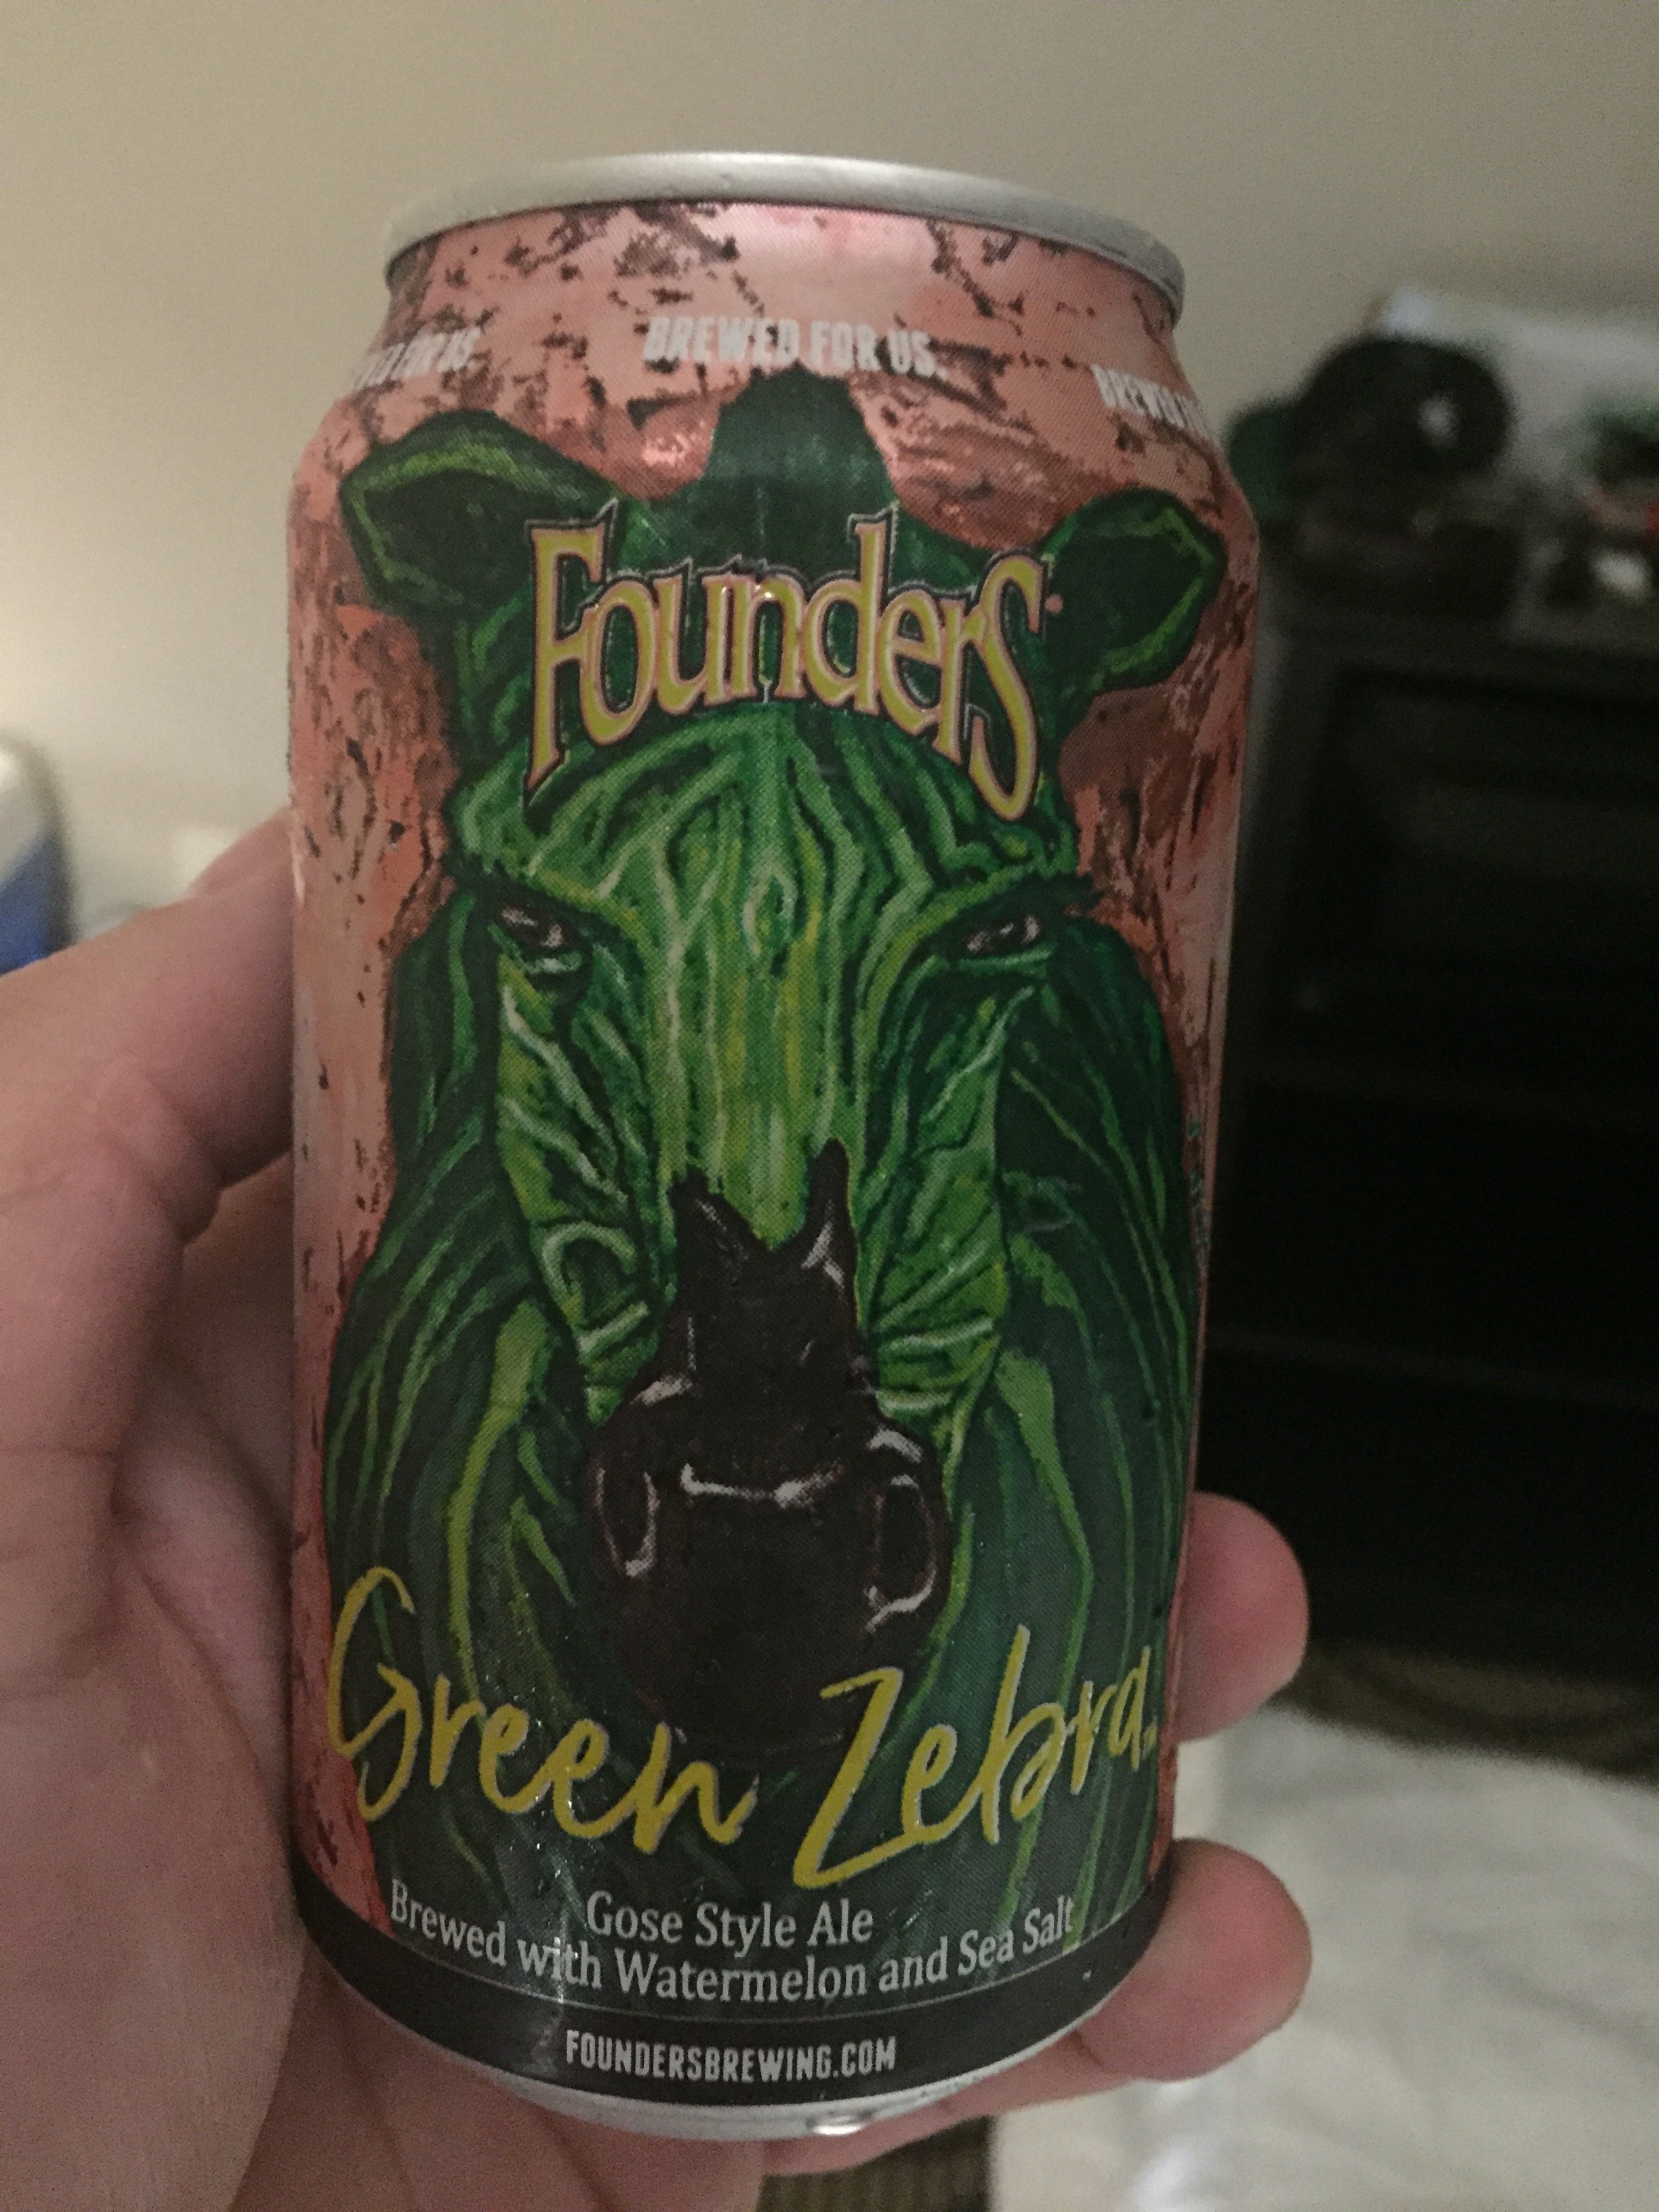 BREWED FOR US.
Founders
Green Zebra
Gose Style Ale
Brewed with Watermelon and Sea Salt
FOUNDERSBREWING.COM